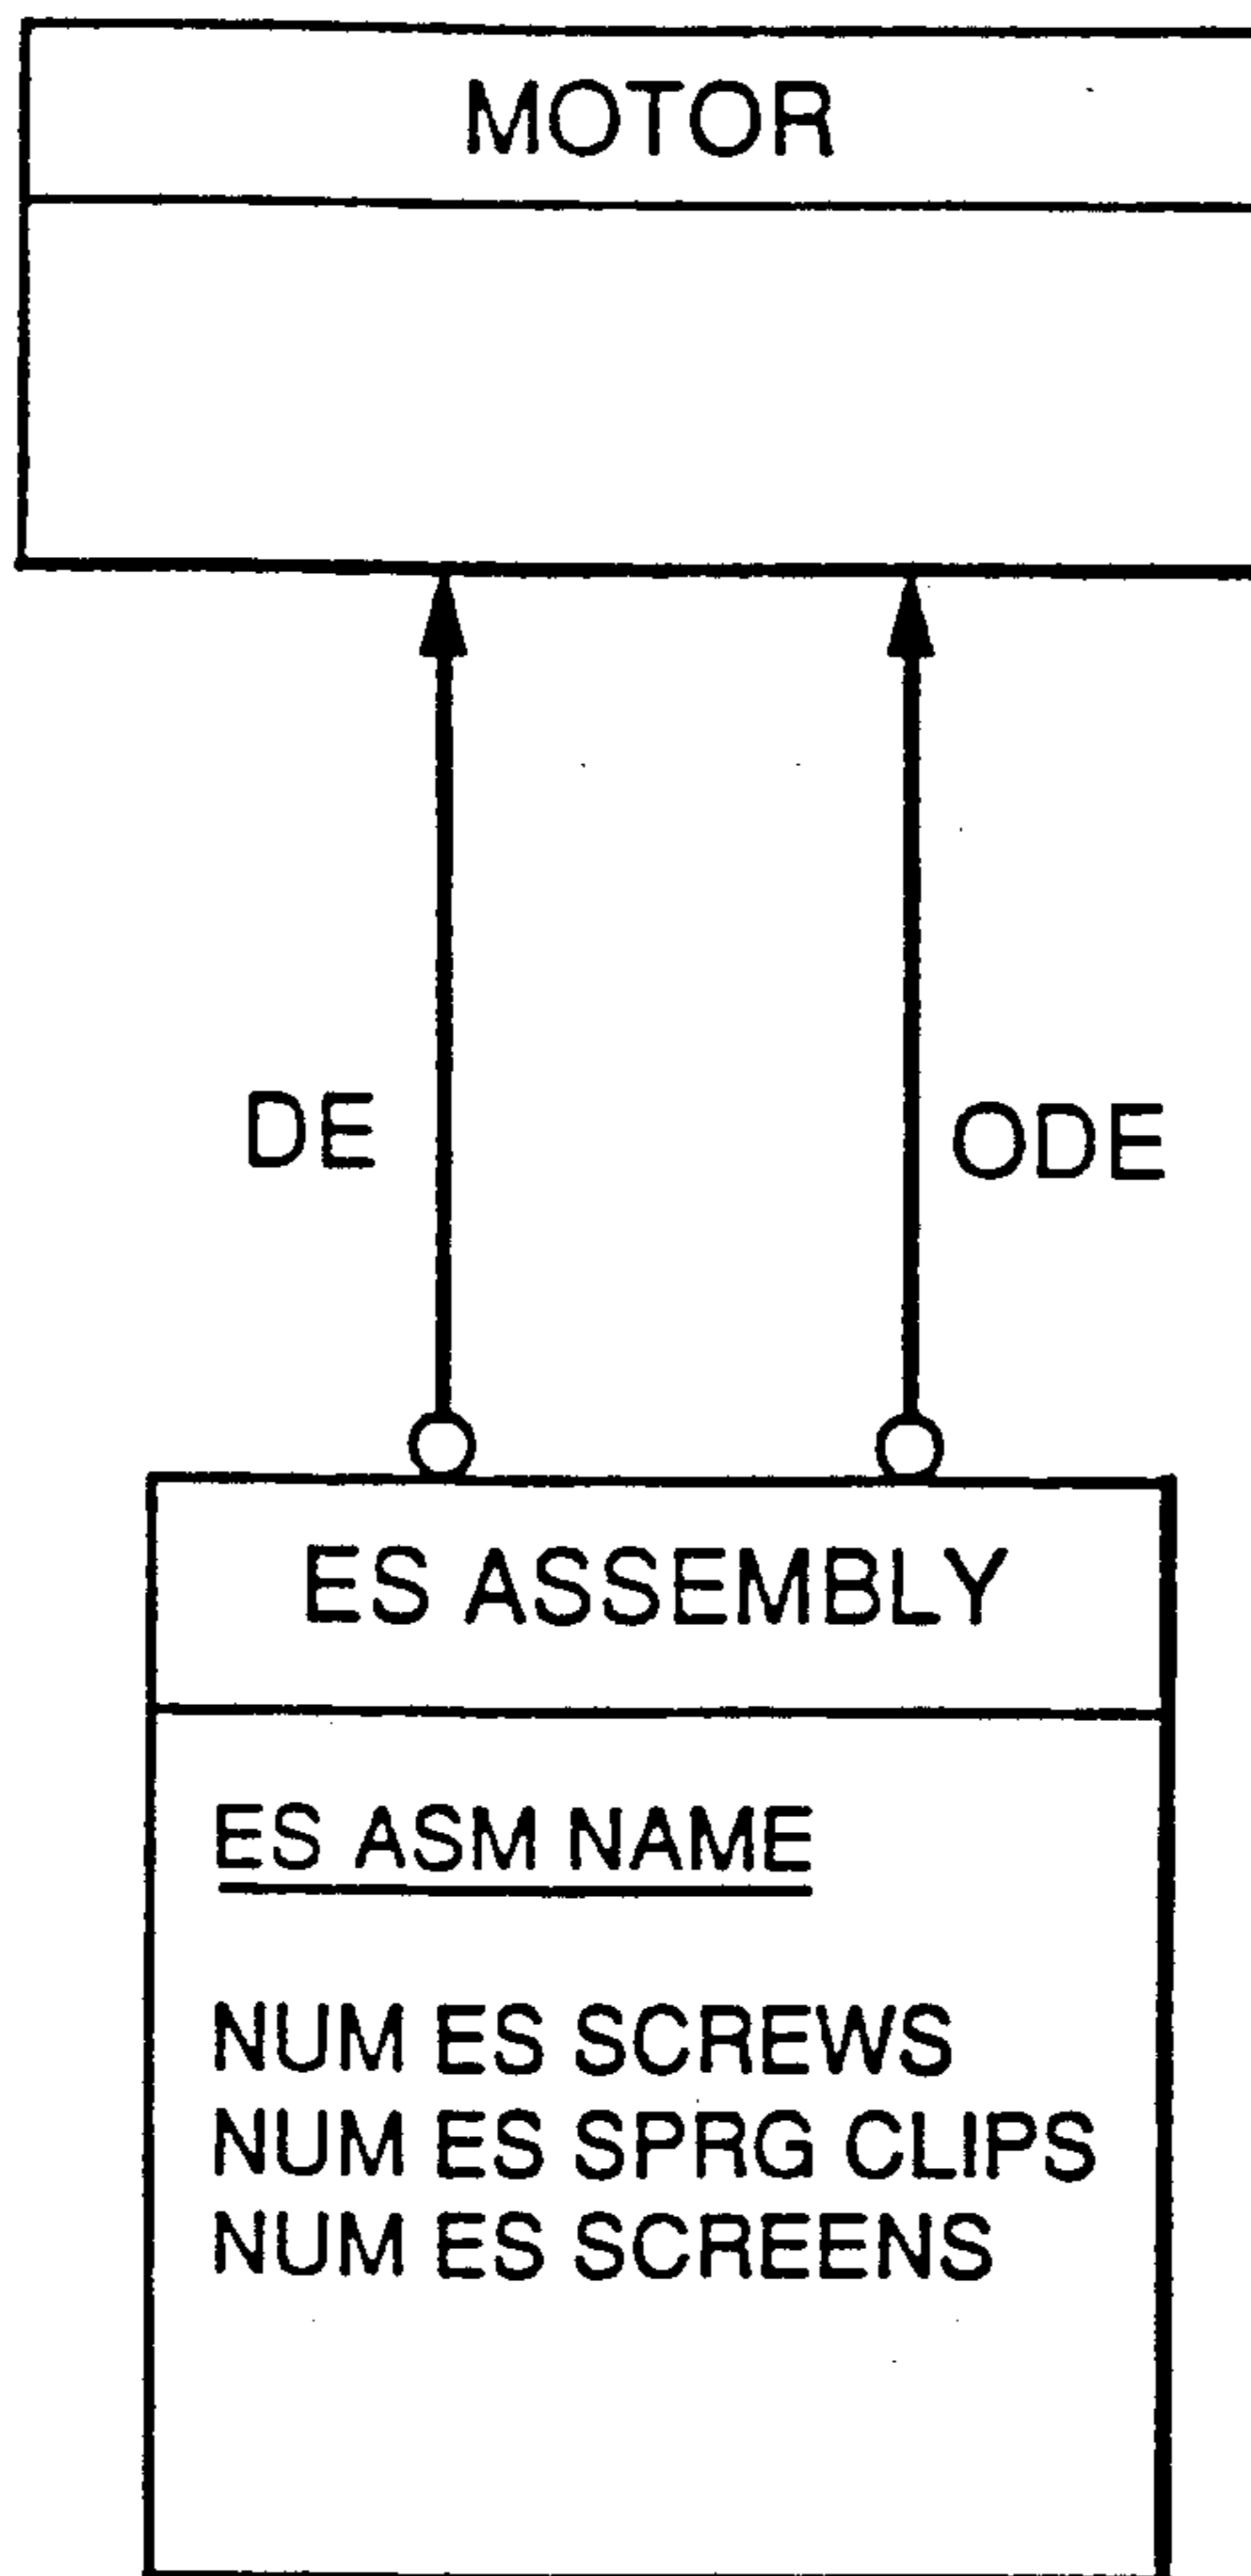 MOTOR
DE
ODE
ES ASSEMBLY
ES ASM NAME
NUM ES SCREWS
NUM ES SPRG CLIPS
NUM ES SCREENS